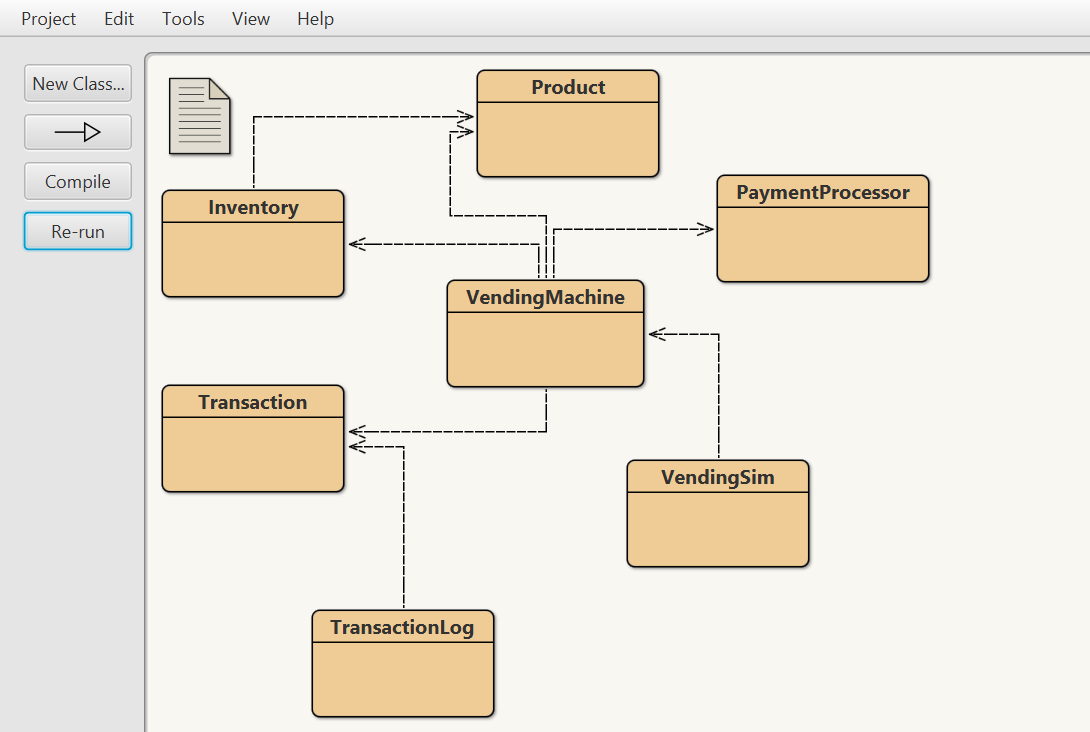 Project Edit Tools View Help
New Class...
Compile
Re-run
Product
PaymentProcessor
Inventory
VendingMachine
Transaction
VendingSim
TransactionLog